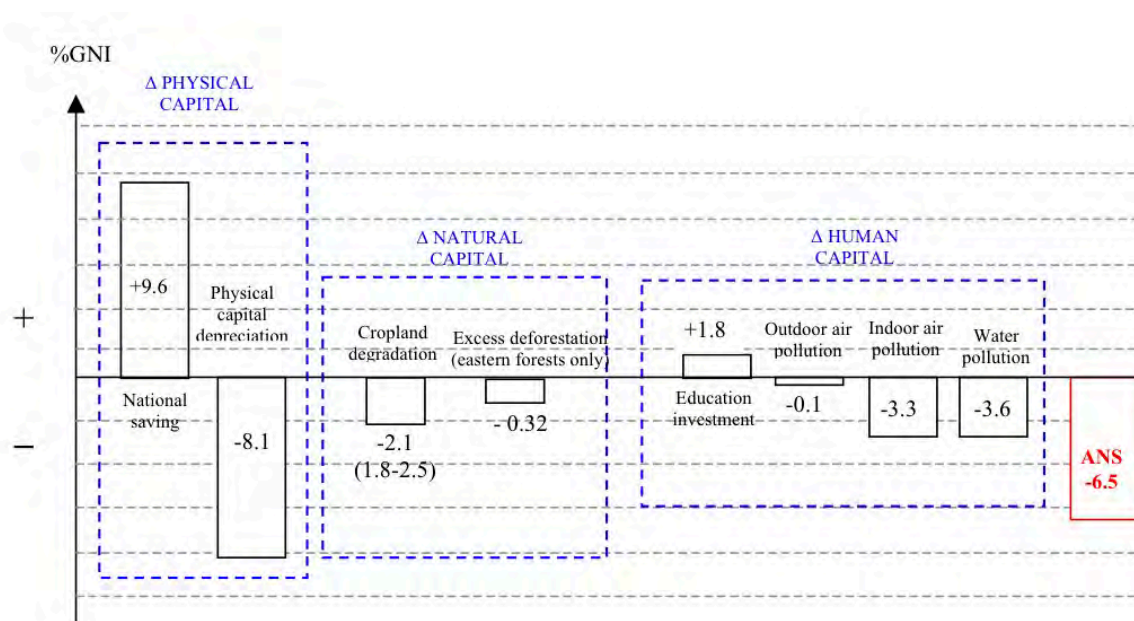 %GNI
Δ PHYSICAL
CAPITAL
+9.6
Physical
capital
depreciation
National
saving
-8.1
Δ NATURAL
CAPITAL
Cropland
degradation
Excess deforestation
(eastern forests only)
-2.1
(1.8-2.5)
- 0.32
Δ HUMAN
CAPITAL
+1.8
Outdoor air
pollution
Indoor air
pollution
Water
pollution
Education
investment
-0.1
-3.3
-3.6
ANS
-6.5
+
–